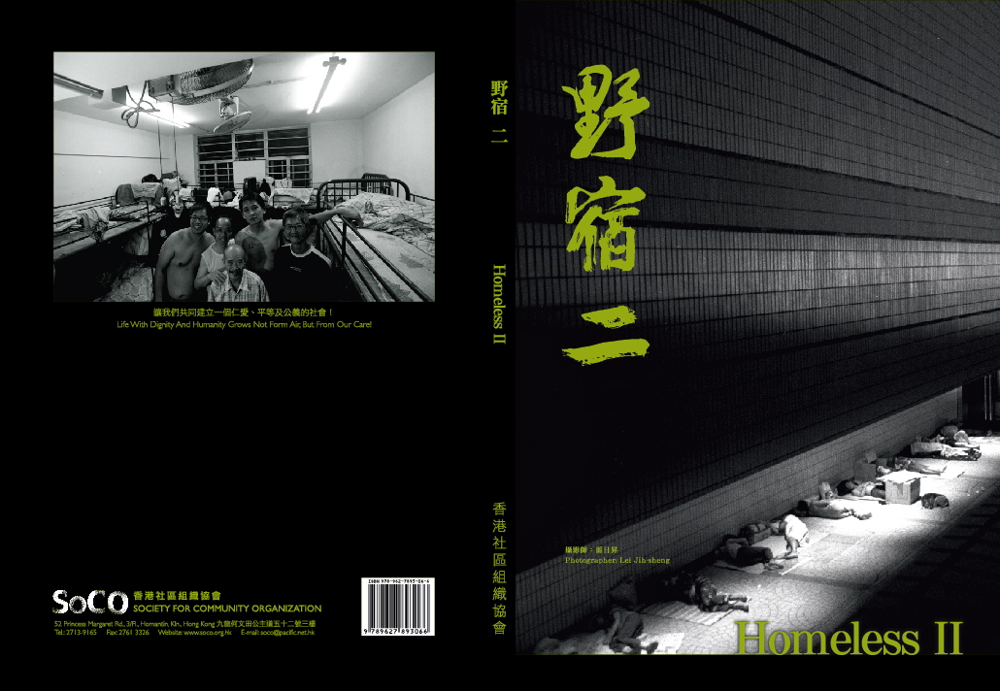 讓我們共同建立一個仁愛、平等及公義的社會！
Life With Dignity And Humanity Grows Not Form Air, But From Our Care!
SoCO
香港社區組織協會
SOCIETY FOR COMMUNITY ORGANIZATION
52 Princess Margaret Rd., 3/Fl., Homantin, Kln., Hong Kong 九龍何文田公主道五十二號三樓
Tel: 2713-9165 Fax: 2761 3326 Website: www.soco.org.hk E-mail: soco@pacific.net.hk
ISBN 978-962-7893-06-6
9 789627 893066
野宿 二
Homeless II
香港社區組織協會
野宿二
攝影師：雷日昇
Photographer: Lei Jih-sheng
Homeless II